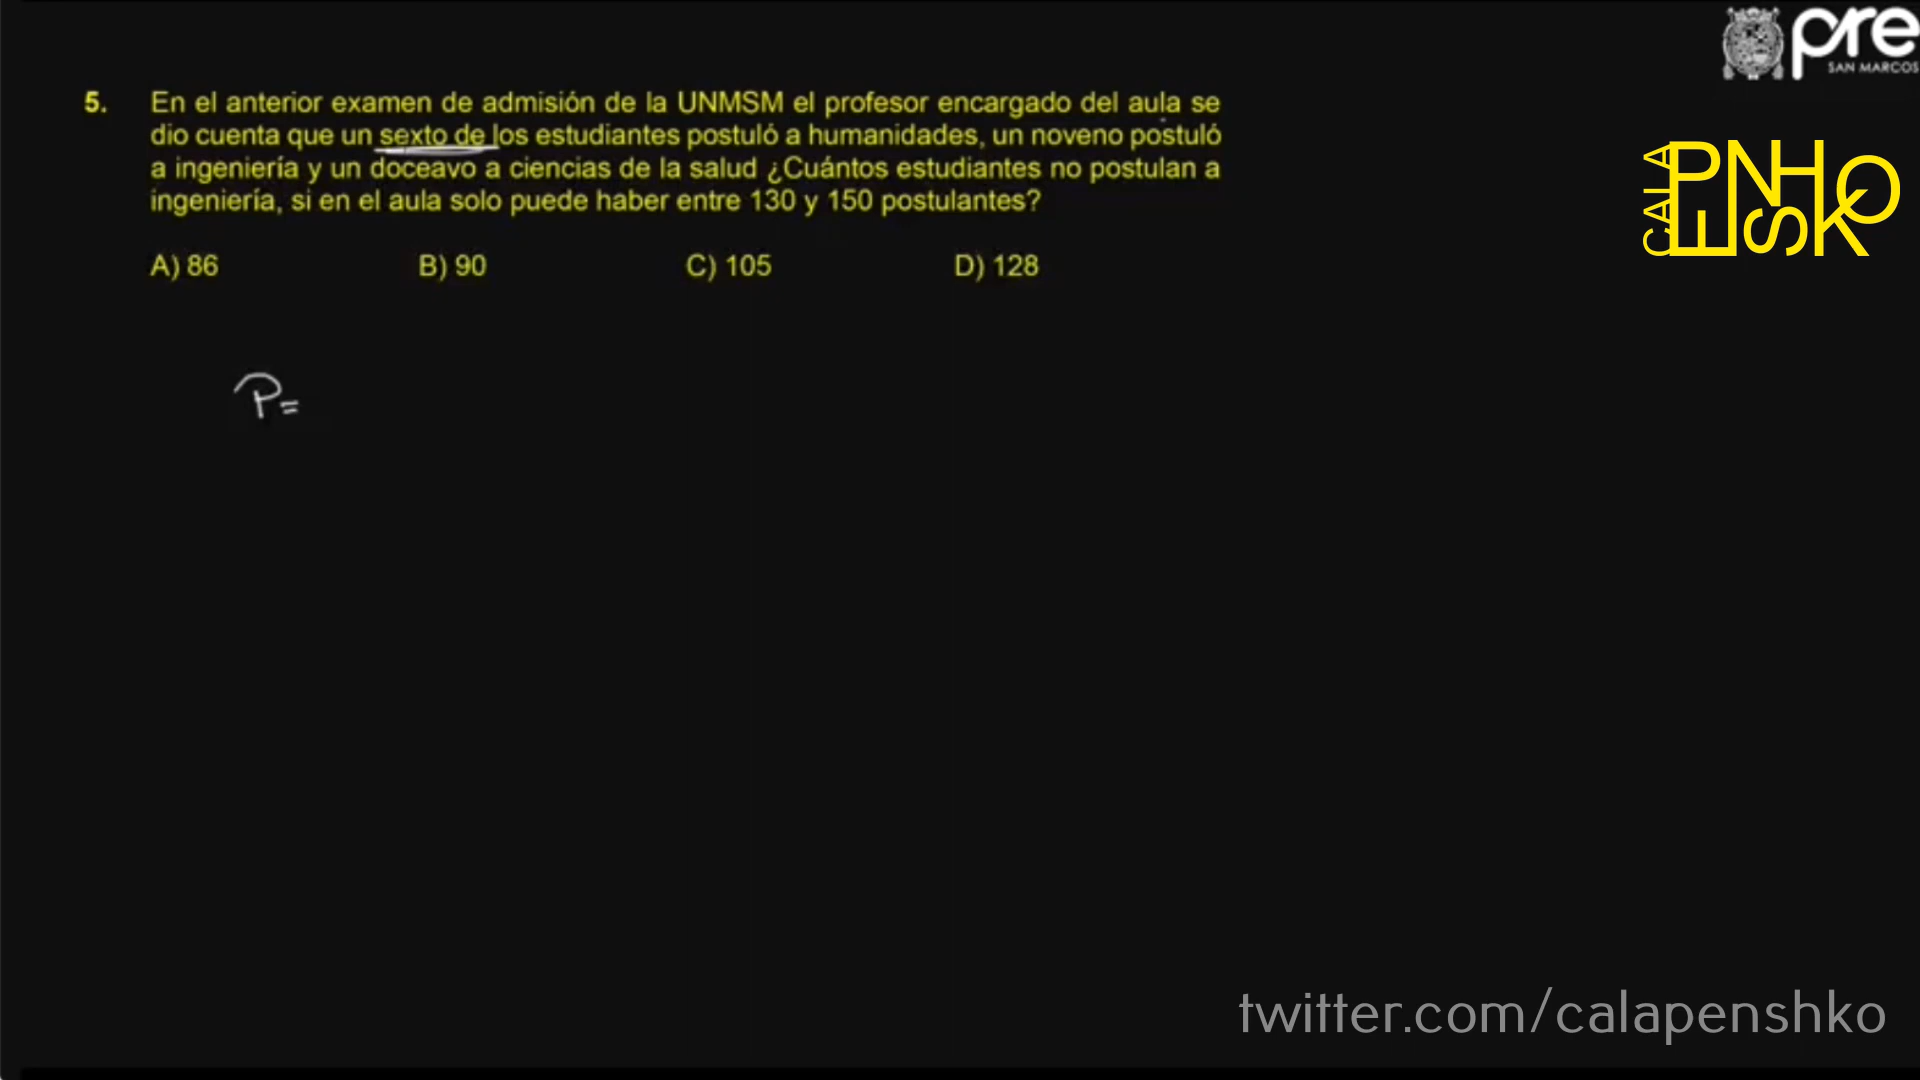 pre
SAN MARCOS
5. En el anterior examen de admisión de la UNMSM el profesor encargado del aula se
dio cuenta que un sexto de los estudiantes postuló a humanidades, un noveno postuló
a ingeniería y un doceavo a ciencias de la salud ¿Cuántos estudiantes no postulan a
ingeniería, si en el aula solo puede haber entre 130 y 150 postulantes?
A) 86 B) 90 C) 105 D) 128
P=
CALA
PENSHKO
twitter.com/calapenshko